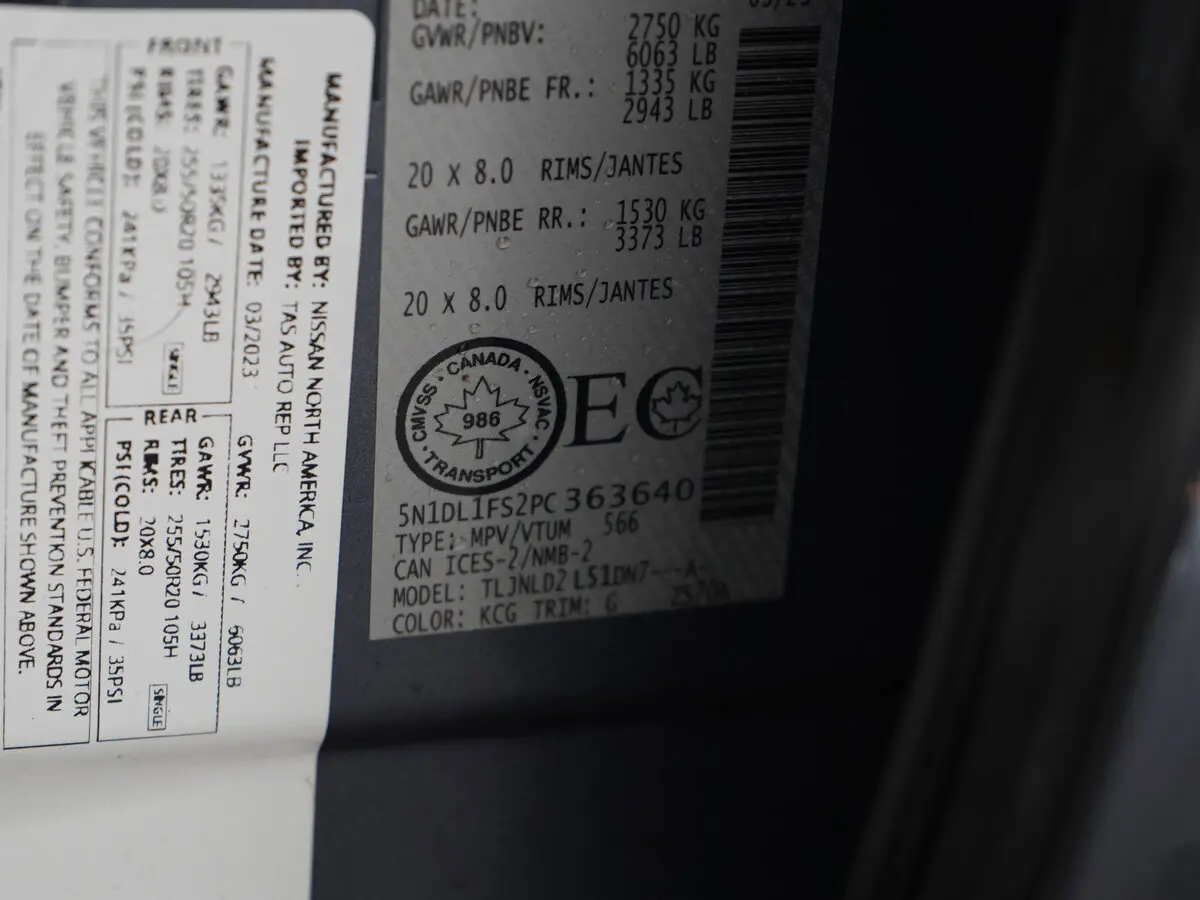 MANUFACTURED BY: NISSAN NORTH AMERICA, INC.
IMPORTED BY: TAS AUTO REP LLC
MANUFACTURE DATE: 03/2023
GVWR: 2750KG / 6063LB
FRONT
GAWR: 1335KG / 2943LB
TIRES: 255/50R20 105H
SINGLE
RIMS: 20X8.0
PSI(COLD): 241KPa / 35PSI
REAR
GAWR: 1530KG / 3373LB
TIRES: 255/50R20 105H
RIMS: 20X8.0
SINGLE
PSI(COLD): 241KPa / 35PSI
THIS VEHICLE CONFORMS TO ALL APPLICABLE U.S. FEDERAL MOTOR
VEHICLE SAFETY, BUMPER AND THEFT PREVENTION STANDARDS IN
EFFECT ON THE DATE OF MANUFACTURE SHOWN ABOVE.
DATE:
GVWR/PNBV: 2750 KG
6063 LB
GAWR/PNBE FR.: 1335 KG
2943 LB
20 X 8.0 RIMS/JANTES
GAWR/PNBE RR.: 1530 KG
3373 LB
20 X 8.0 RIMS/JANTES
CMVSS · CANADA · NSVAC · TRANSPORT ·
986
EC
5N1DL1FS2PC363640
TYPE: MPV/VTUM 566
CAN ICES-2/NMB-2
MODEL: TLJNLD2 L51DN7---A-
COLOR: KCG TRIM: G